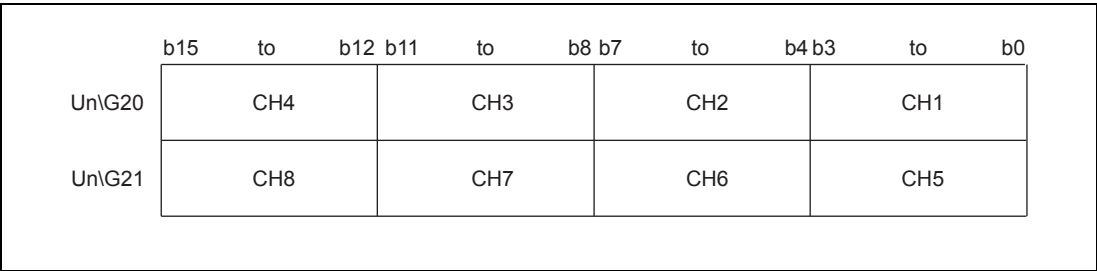 b15 to b12 b11 to b8 b7 to b4 b3 to b0
Un\G20 CH4 CH3 CH2 CH1
Un\G21 CH8 CH7 CH6 CH5